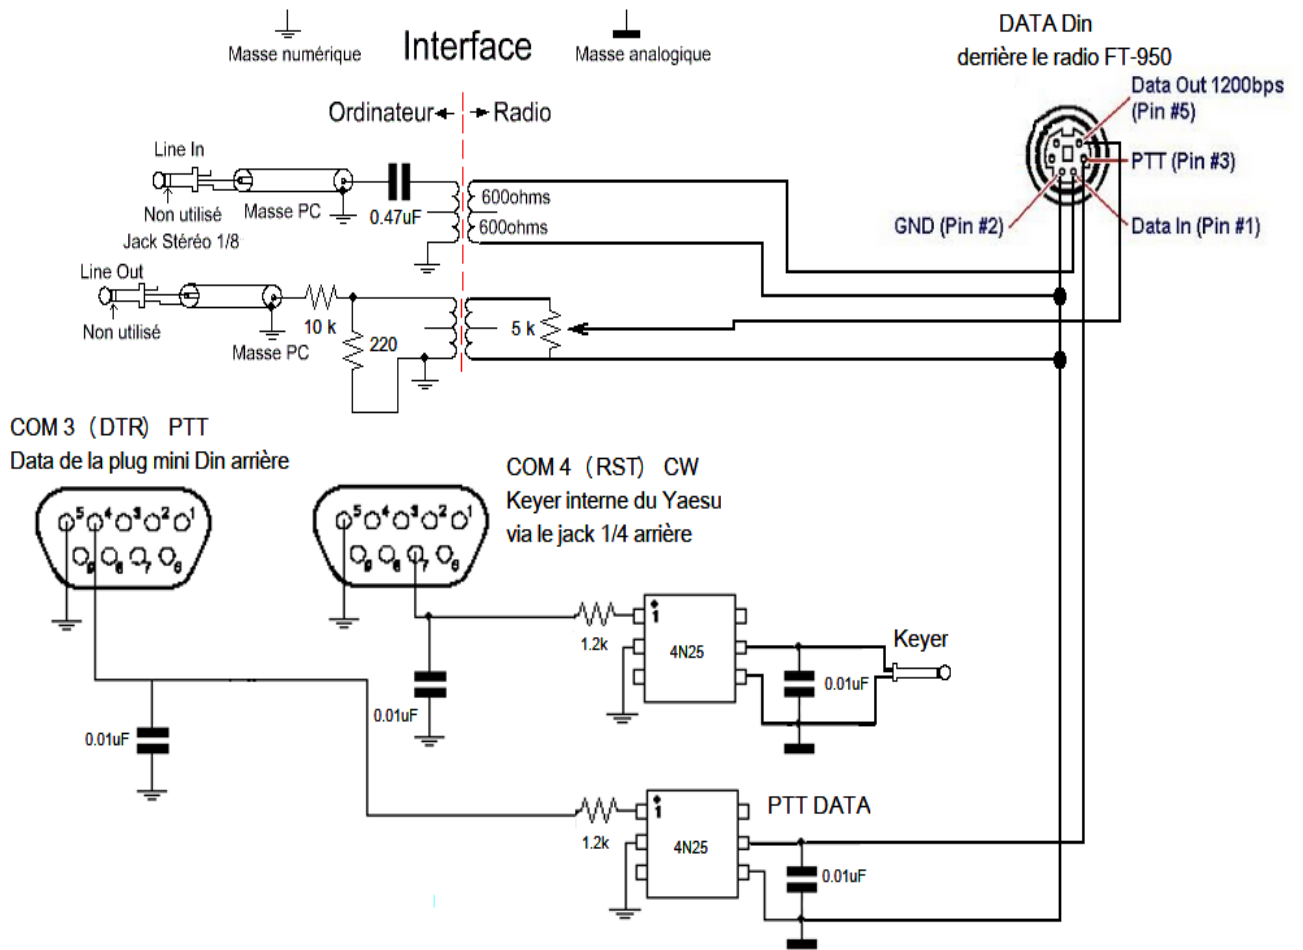 DATA Din
derrière le radio FT-950
Interface
Masse numérique
Masse analogique
Data Out 1200bps
(Pin #5)
Ordinateur
Radio
Line In
PTT (Pin #3)
Non utilisé
Masse PC
0.47uF
600ohms
600ohms
GND (Pin #2)
Data In (Pin #1)
Jack Stéréo 1/8
Line Out
Non utilisé
10 k
5 k
Masse PC
220
COM 3 (DTR) PTT
Data de la plug mini Din arrière
COM 4 (RST) CW
Keyer interne du Yaesu
via le jack 1/4 arrière
5 4 3 2 1
9 8 7 6
5 4 3 2 1
9 8 7 6
1
1.2k
4N25
Keyer
0.01uF
0.01uF
0.01uF
1
PTT DATA
1.2k
4N25
0.01uF